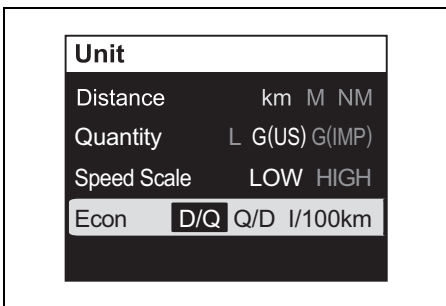 Unit
Distance km M NM
Quantity L G(US) G(IMP)
Speed Scale LOW HIGH
Econ D/Q Q/D l/100km